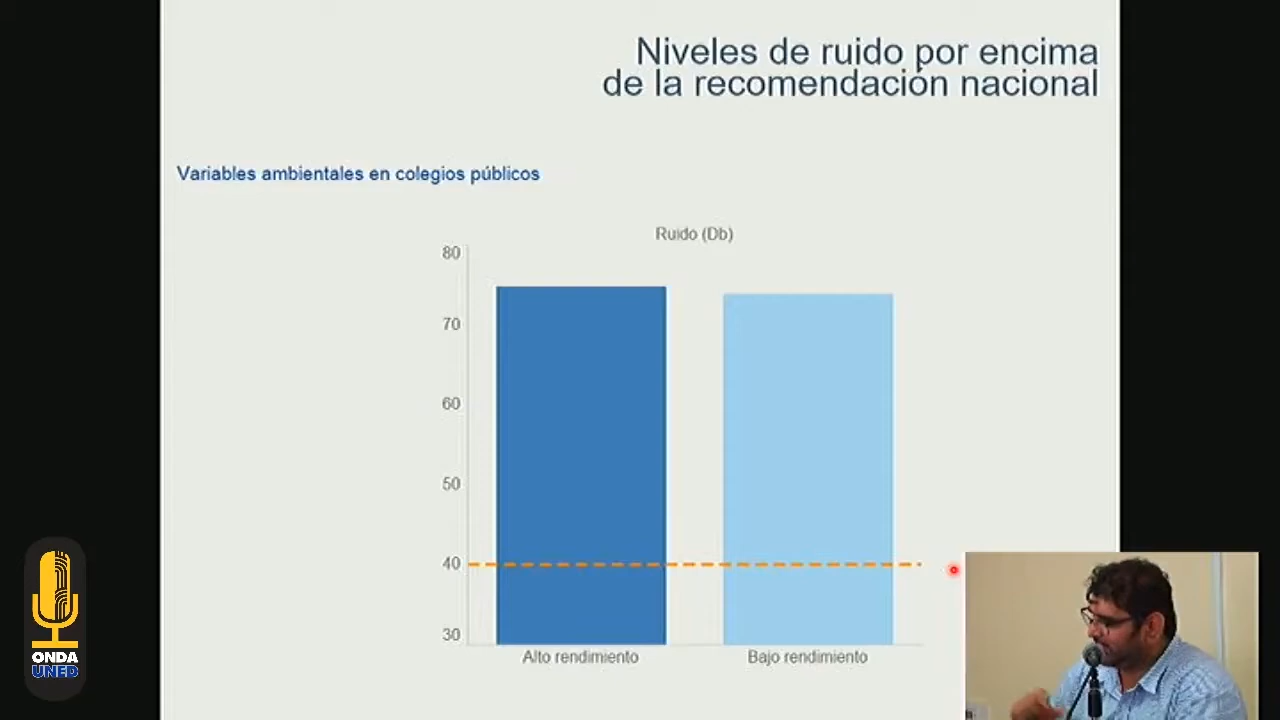 Niveles de ruido por encima
de la recomendación nacional
Variables ambientales en colegios públicos
Ruido (Db)
80
70
60
50
40
30
Alto rendimiento
Bajo rendimiento
ONDA
UNED